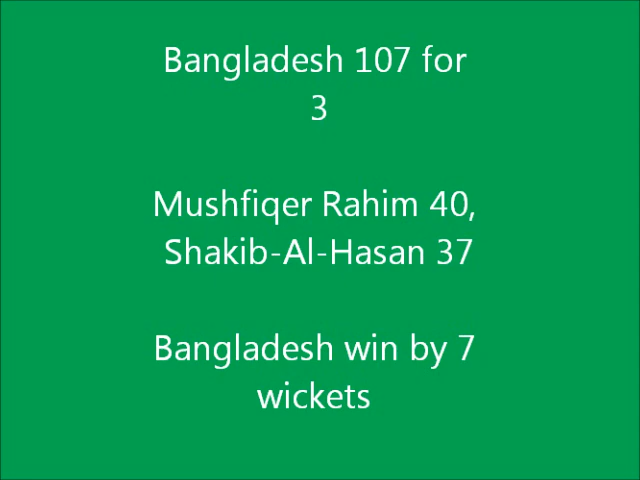 Bangladesh 107 for
3
Mushfiqer Rahim 40,
Shakib-Al-Hasan 37
Bangladesh win by 7
wickets